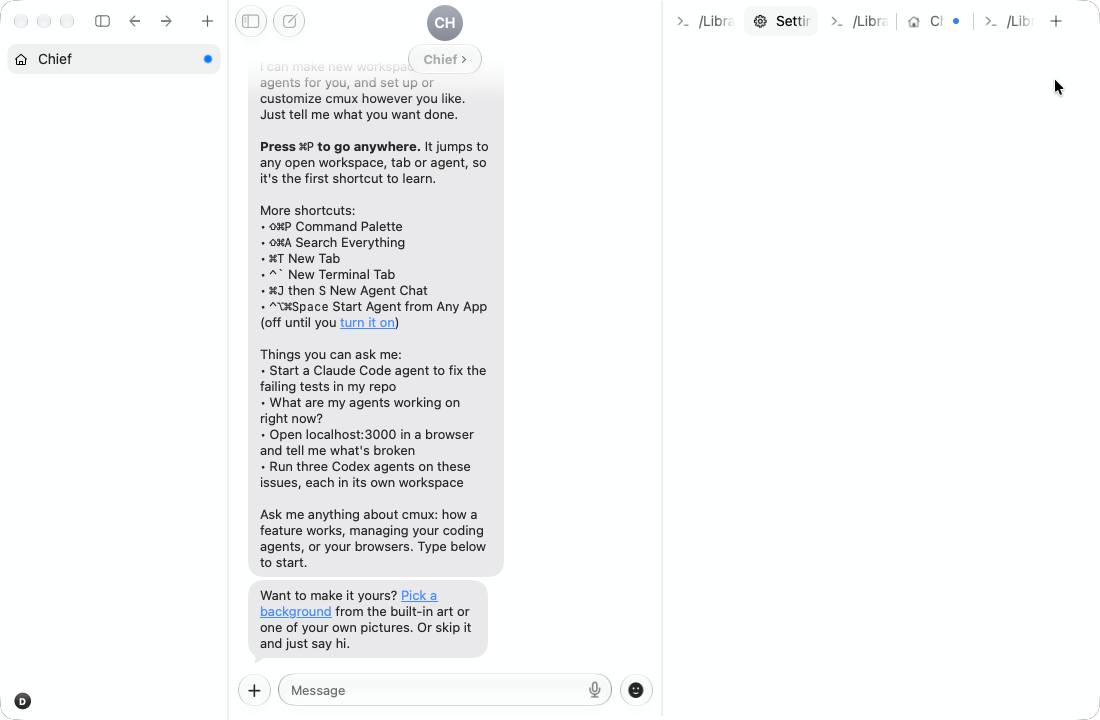 Chief
D
CH
Chief
I can make new workspac
agents for you, and set up or
customize cmux however you like.
Just tell me what you want done.
Press ⌘P to go anywhere. It jumps to
any open workspace, tab or agent, so
it's the first shortcut to learn.
More shortcuts:
• ⇧⌘P Command Palette
• ⇧⌘A Search Everything
• ⌘T New Tab
• ^` New Terminal Tab
• ⌘J then S New Agent Chat
• ^⌥⌘Space Start Agent from Any App
(off until you turn it on)
Things you can ask me:
• Start a Claude Code agent to fix the
failing tests in my repo
• What are my agents working on
right now?
• Open localhost:3000 in a browser
and tell me what's broken
• Run three Codex agents on these
issues, each in its own workspace
Ask me anything about cmux: how a
feature works, managing your coding
agents, or your browsers. Type below
to start.
Want to make it yours? Pick a
background from the built-in art or
one of your own pictures. Or skip it
and just say hi.
Message
/Libra
Settin
/Libra
Ch
/Lib